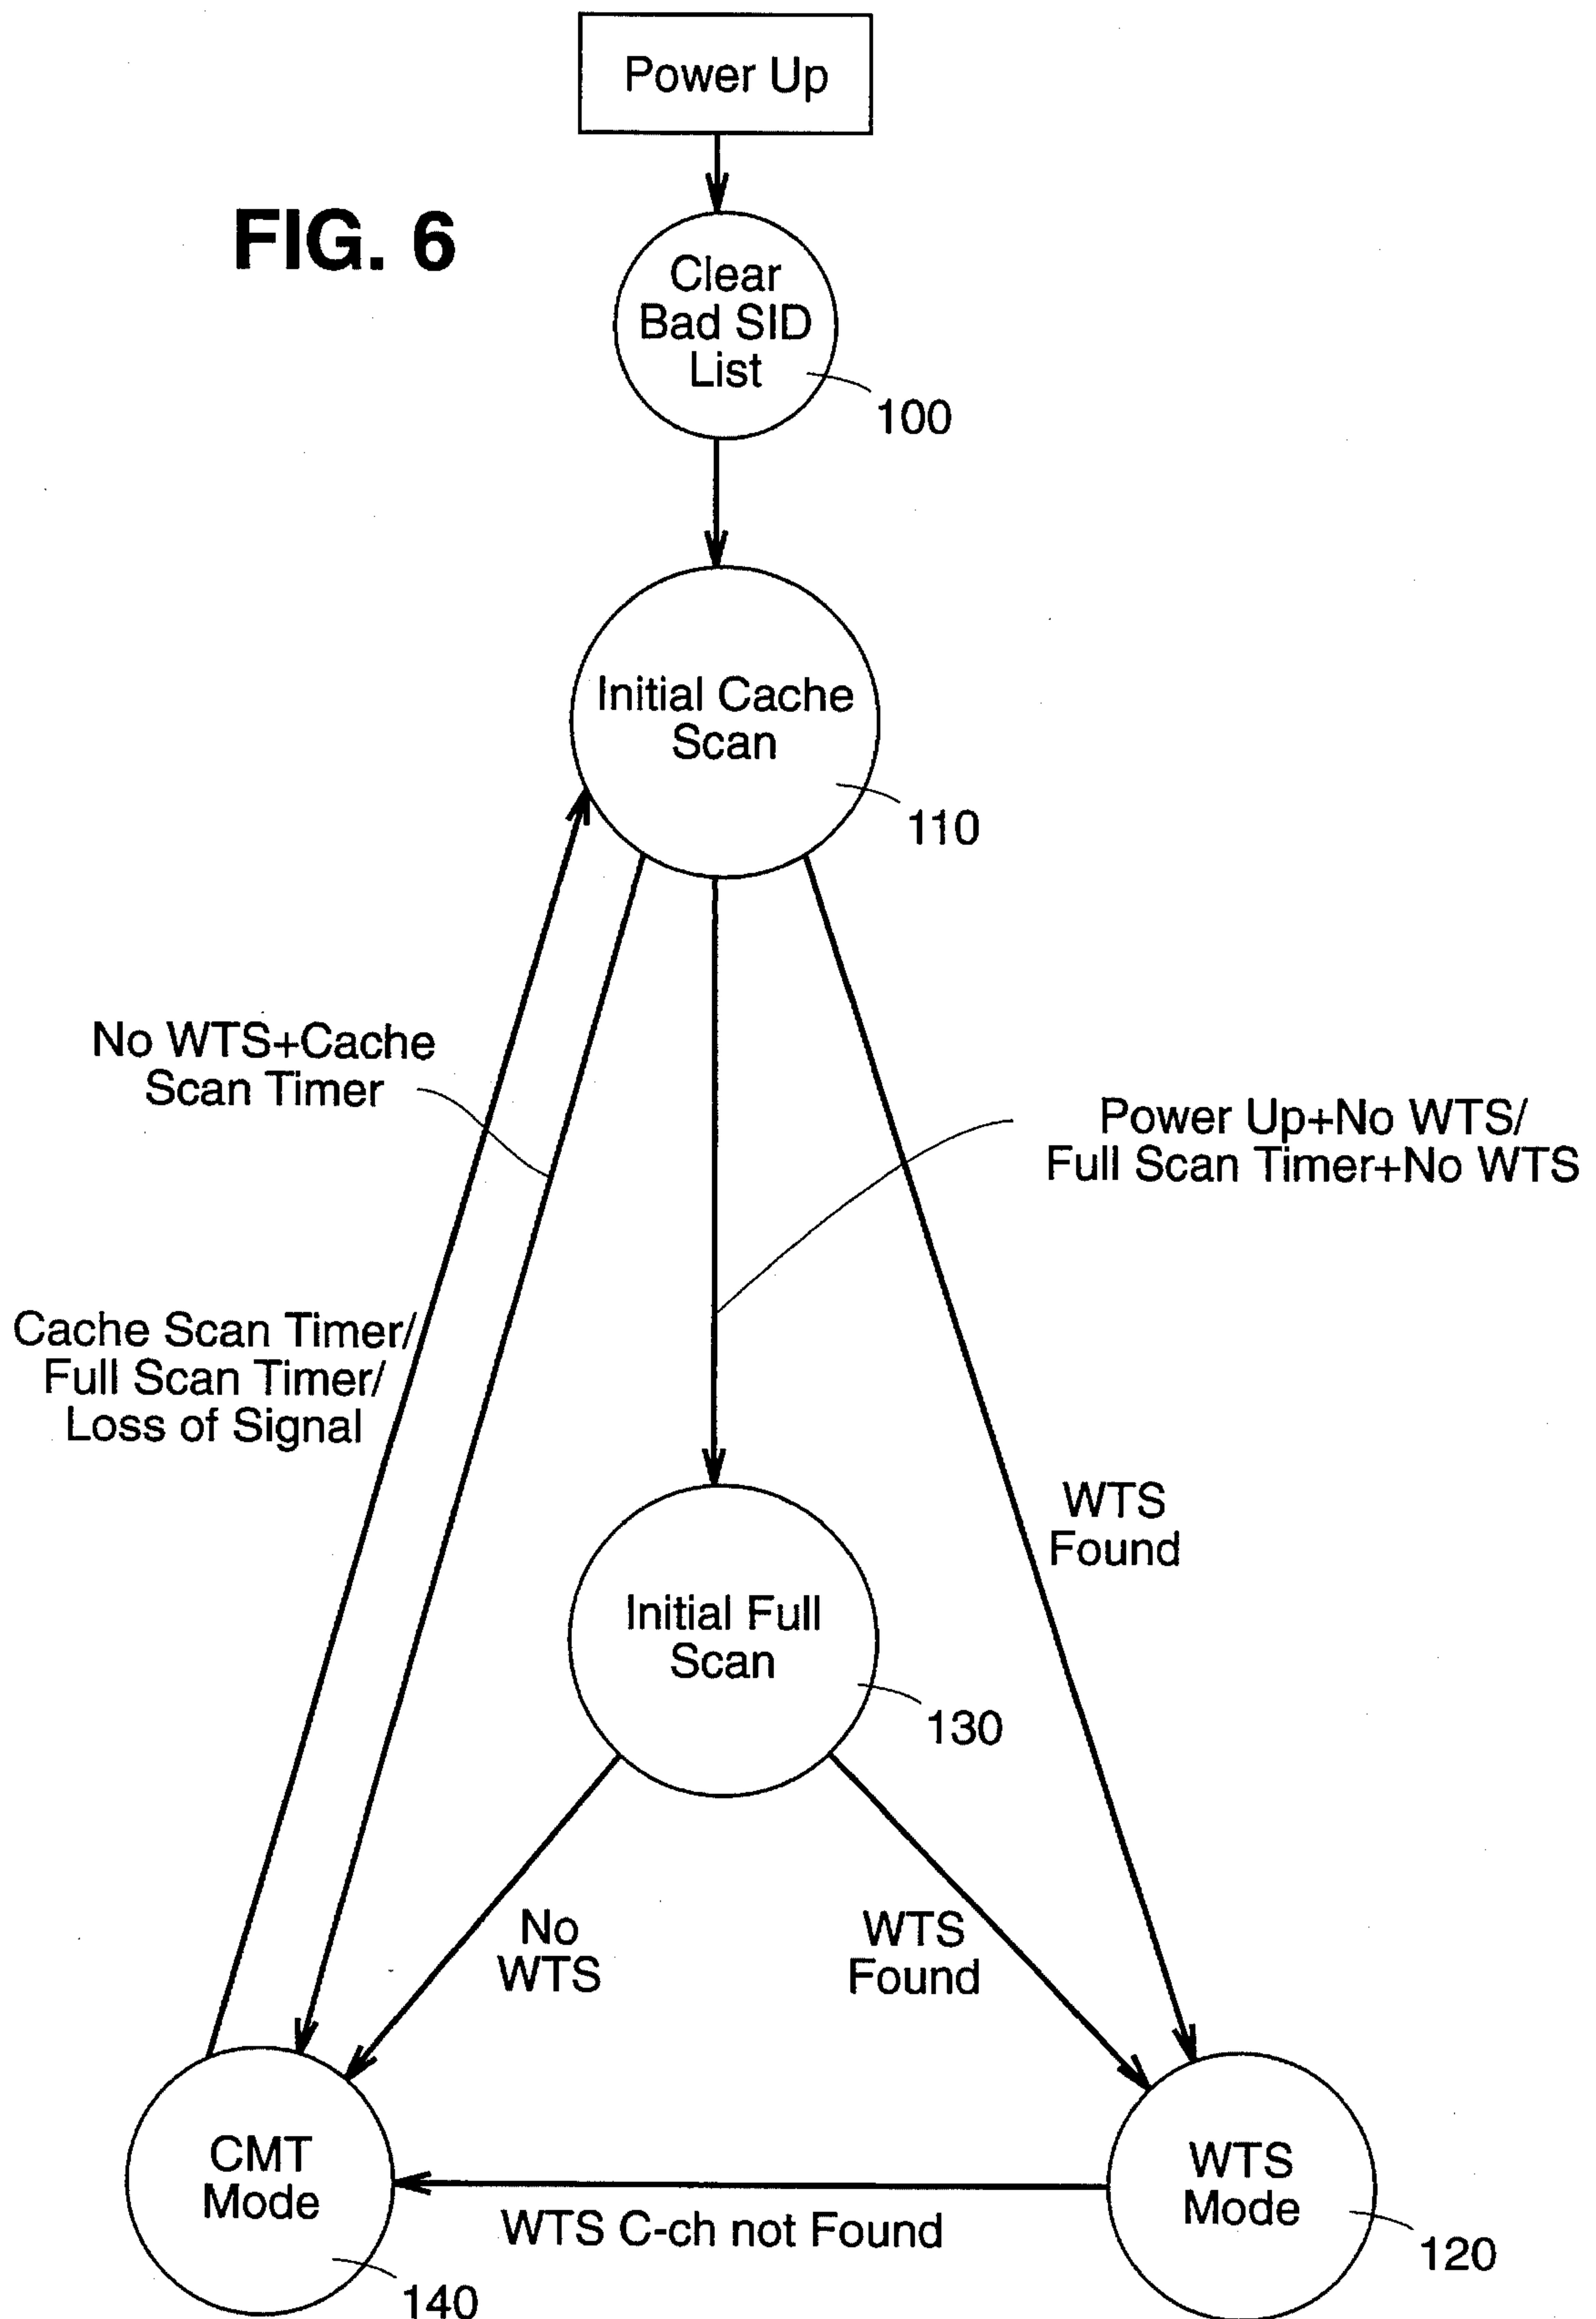 Power Up
FIG. 6
Clear
Bad SID
List
100
Initial Cache
Scan
110
No WTS+Cache
Scan Timer
Power Up+No WTS/
Full Scan Timer+No WTS
Cache Scan Timer/
Full Scan Timer/
Loss of Signal
WTS
Found
Initial Full
Scan
130
No
WTS
WTS
Found
CMT
Mode
140
WTS C-ch not Found
WTS
Mode
120